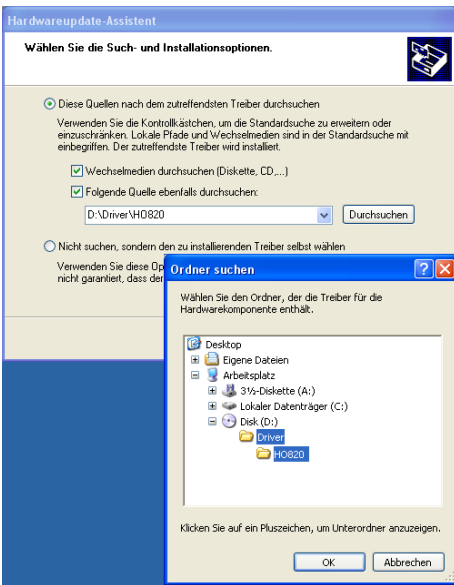 Hardwareupdate-Assistent
Wählen Sie die Such- und Installationsoptionen.
Diese Quellen nach dem zutreffendsten Treiber durchsuchen
Verwenden Sie die Kontrollkästchen, um die Standardsuche zu erweitern oder
einzuschränken. Lokale Pfade und Wechselmedien sind in der Standardsuche mit
einbegriffen. Der zutreffendste Treiber wird installiert.
Wechselmedien durchsuchen (Diskette, CD,...)
Folgende Quelle ebenfalls durchsuchen:
D:\Driver\HO820
Durchsuchen
Nicht suchen, sondern den zu installierenden Treiber selbst wählen
Verwenden Sie diese Op
nicht garantiert, dass der
Ordner suchen
Wählen Sie den Ordner, der die Treiber für die
Hardwarekomponente enthält.
Desktop
Eigene Dateien
Arbeitsplatz
3½-Diskette (A:)
Lokaler Datenträger (C:)
Disk (D:)
Driver
HO820
Klicken Sie auf ein Pluszeichen, um Unterordner anzuzeigen.
OK
Abbrechen